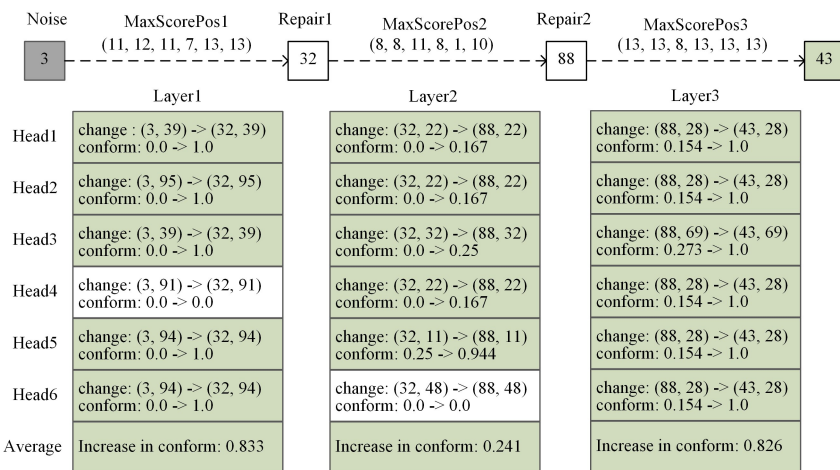 Noise MaxScorePos1 Repair1 MaxScorePos2 Repair2 MaxScorePos3
(11, 12, 11, 7, 13, 13) (8, 8, 11, 8, 1, 10) (13, 13, 8, 13, 13, 13)
3 32 88 43
Layer1 Layer2 Layer3
Head1 change : (3, 39) -> (32, 39) change: (32, 22) -> (88, 22) change: (88, 28) -> (43, 28)
conform: 0.0 -> 1.0 conform: 0.0 -> 0.167 conform: 0.154 -> 1.0
Head2 change: (3, 95) -> (32, 95) change: (32, 22) -> (88, 22) change: (88, 28) -> (43, 28)
conform: 0.0 -> 1.0 conform: 0.0 -> 0.167 conform: 0.154 -> 1.0
Head3 change: (3, 39) -> (32, 39) change: (32, 32) -> (88, 32) change: (88, 69) -> (43, 69)
conform: 0.0 -> 1.0 conform: 0.0 -> 0.25 conform: 0.273 -> 1.0
Head4 change: (3, 91) -> (32, 91) change: (32, 22) -> (88, 22) change: (88, 28) -> (43, 28)
conform: 0.0 -> 0.0 conform: 0.0 -> 0.167 conform: 0.154 -> 1.0
Head5 change: (3, 94) -> (32, 94) change: (32, 11) -> (88, 11) change: (88, 28) -> (43, 28)
conform: 0.0 -> 1.0 conform: 0.25 -> 0.944 conform: 0.154 -> 1.0
Head6 change: (3, 94) -> (32, 94) change: (32, 48) -> (88, 48) change: (88, 28) -> (43, 28)
conform: 0.0 -> 1.0 conform: 0.0 -> 0.0 conform: 0.154 -> 1.0
Average Increase in conform: 0.833 Increase in conform: 0.241 Increase in conform: 0.826